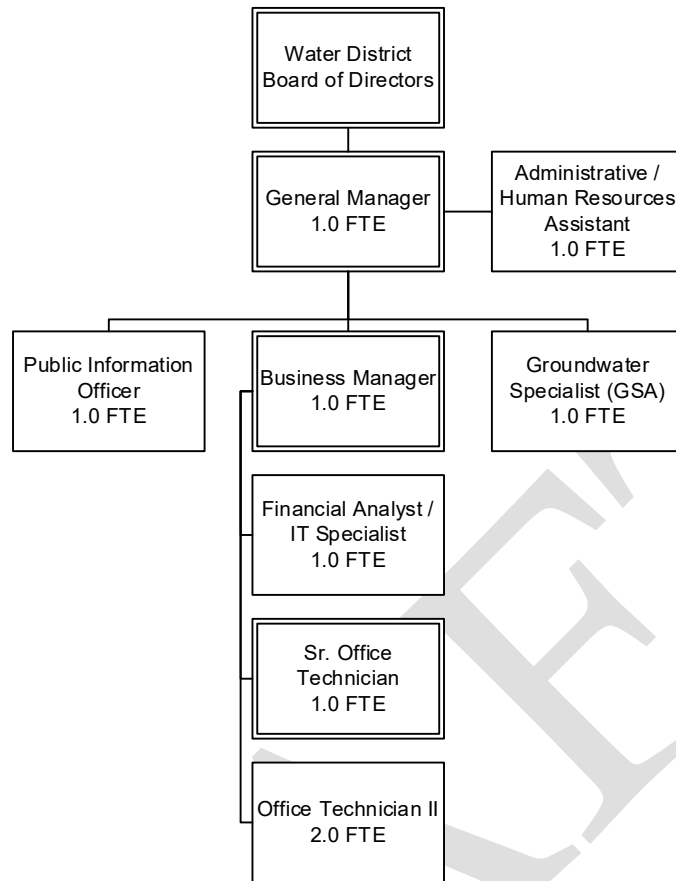 Water District
Board of Directors
General Manager
1.0 FTE
Administrative /
Human Resources
Assistant
1.0 FTE
Public Information
Officer
1.0 FTE
Business Manager
1.0 FTE
Groundwater
Specialist (GSA)
1.0 FTE
Financial Analyst /
IT Specialist
1.0 FTE
Sr. Office
Technician
1.0 FTE
Office Technician II
2.0 FTE